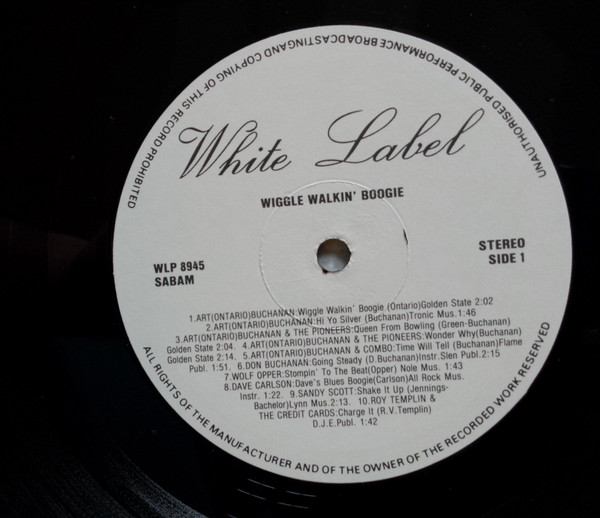 UNAUTHORISED PUBLIC PERFORMANCE BROADCASTING AND COPYING OF THIS RECORD PROHIBITED
White Label
WIGGLE WALKIN' BOOGIE
WLP 8945
SABAM
STEREO
SIDE 1
1.ART(ONTARIO)BUCHANAN:Wiggle Walkin' Boogie (Ontario)Golden State 2:02
2.ART(ONTARIO)BUCHANAN:Hi Yo Silver (Buchanan)Tronic Mus.1:46
3.ART(ONTARIO)BUCHANAN & THE PIONEERS:Queen From Bowling (Green-Buchanan)
Golden State 2:04. 4.ART(ONTARIO)BUCHANAN & THE PIONEERS:Wonder Why(Buchanan)
Golden State 2:14. 5.ART(ONTARIO)BUCHANAN & COMBO:Time Will Tell (Buchanan)Flame
Publ. 1:51. 6.DON BUCHANAN:Going Steady (D.Buchanan)Instr.Slen Publ.2:15
7.WOLF OPPER:Stompin' To The Beat(Opper) Nole Mus. 1:43
8.DAVE CARLSON:Dave's Blues Boogie(Carlson)All Rock Mus.
Instr. 1:22. 9.SANDY SCOTT:Shake It Up (Jennings-
Bachelor)Lynn Mus.2:13. 10.ROY TEMPLIN &
THE CREDIT CARDS:Charge It (R.V.Templin)
D.J.E.Publ. 1:42
ALL RIGHTS OF THE MANUFACTURER AND OF THE OWNER OF THE RECORDED WORK RESERVED